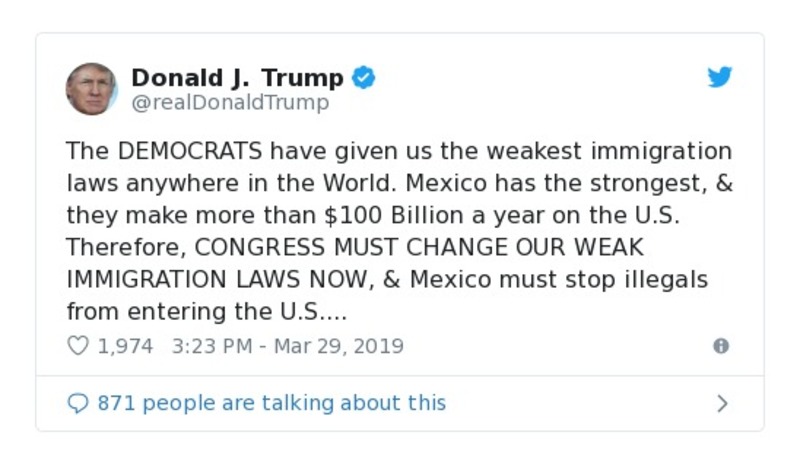 Donald J. Trump
@realDonaldTrump
The DEMOCRATS have given us the weakest immigration
laws anywhere in the World. Mexico has the strongest, &
they make more than $100 Billion a year on the U.S.
Therefore, CONGRESS MUST CHANGE OUR WEAK
IMMIGRATION LAWS NOW, & Mexico must stop illegals
from entering the U.S....
1,974 3:23 PM - Mar 29, 2019
871 people are talking about this